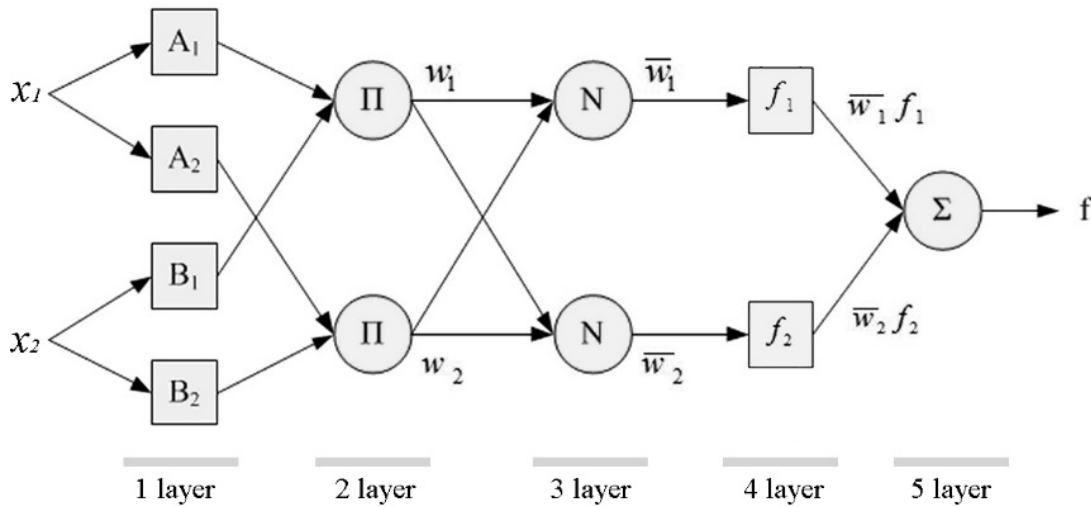 x₁
A₁
A₂
B₁
B₂
x₂
Π
Π
w₁
w₂
N
N
w̅₁
w̅₂
f₁
f₂
w̅₁ f₁
w̅₂ f₂
Σ
f
1 layer 2 layer 3 layer 4 layer 5 layer